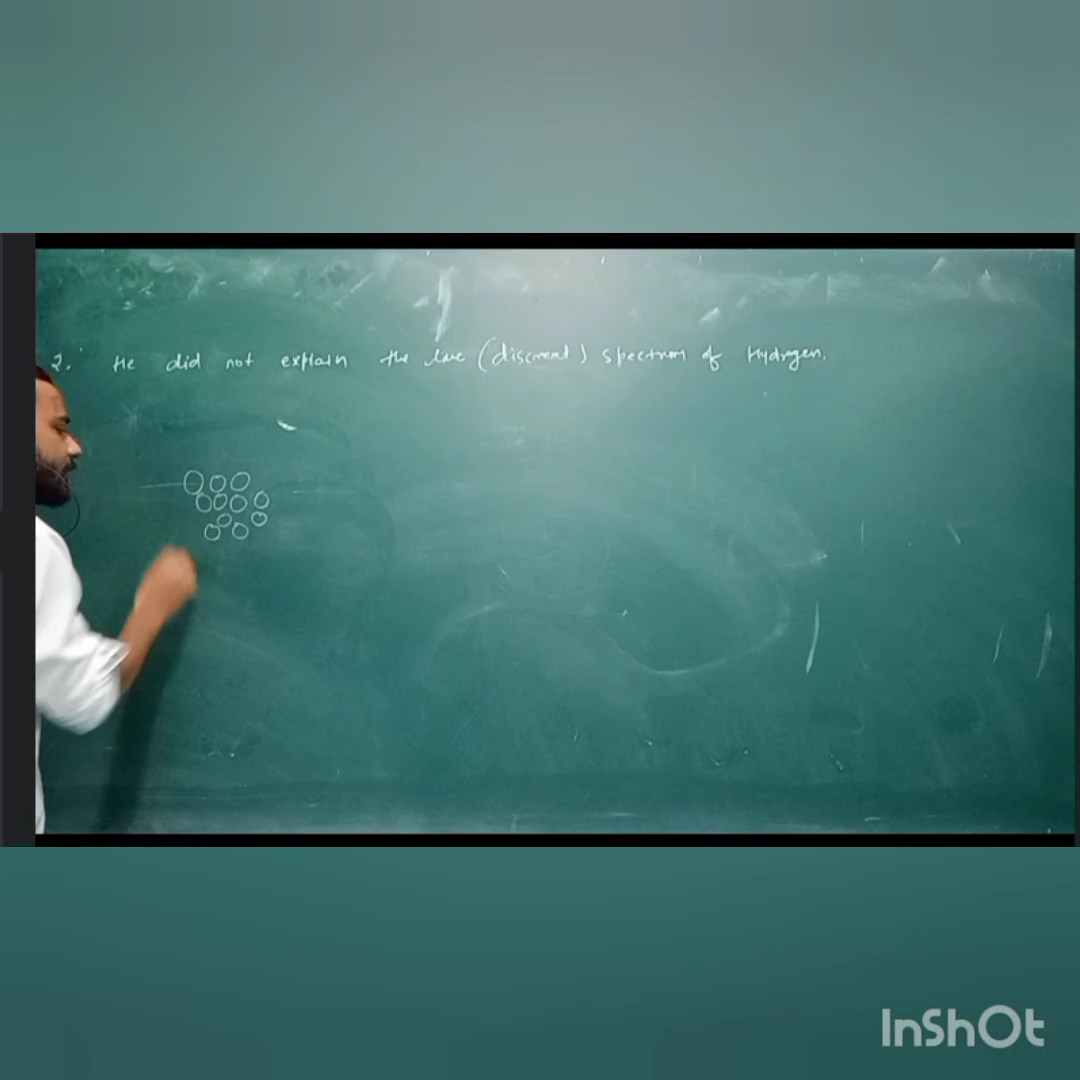 2. He did not explain the line (discreet) spectrum of Hydrogen.
InShOt